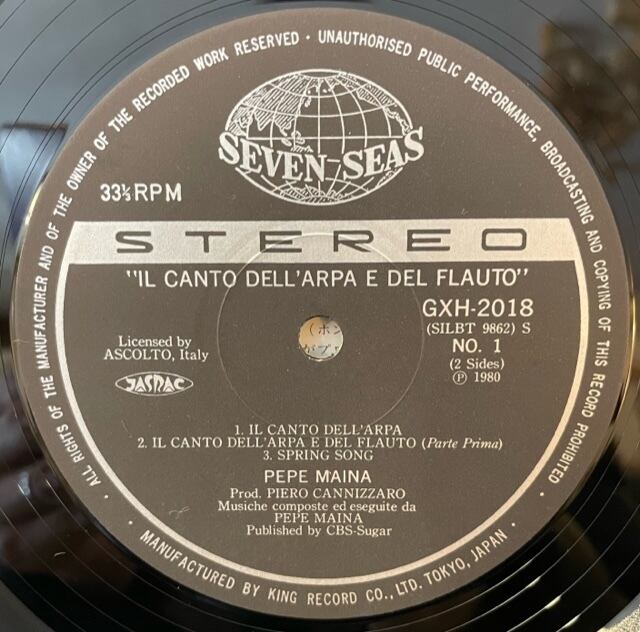 ALL RIGHTS OF THE MANUFACTURER AND OF THE OWNER OF THE RECORDED WORK RESERVED · UNAUTHORISED PUBLIC PERFORMANCE, BROADCASTING AND COPYING OF THIS RECORD PROHIBITED
SEVEN SEAS
33⅓ RPM
STEREO
"IL CANTO DELL'ARPA E DEL FLAUTO"
GXH-2018
(SILBT 9862) S
NO. 1
(2 Sides)
Ⓟ 1980
Licensed by
ASCOLTO, Italy
JASRAC
1. IL CANTO DELL'ARPA
2. IL CANTO DELL'ARPA E DEL FLAUTO (Parte Prima)
3. SPRING SONG
PEPE MAINA
Prod. PIERO CANNIZZARO
Musiche composte ed eseguite da
PEPE MAINA
Published by CBS-Sugar
· MANUFACTURED BY KING RECORD CO., LTD. TOKYO, JAPAN ·